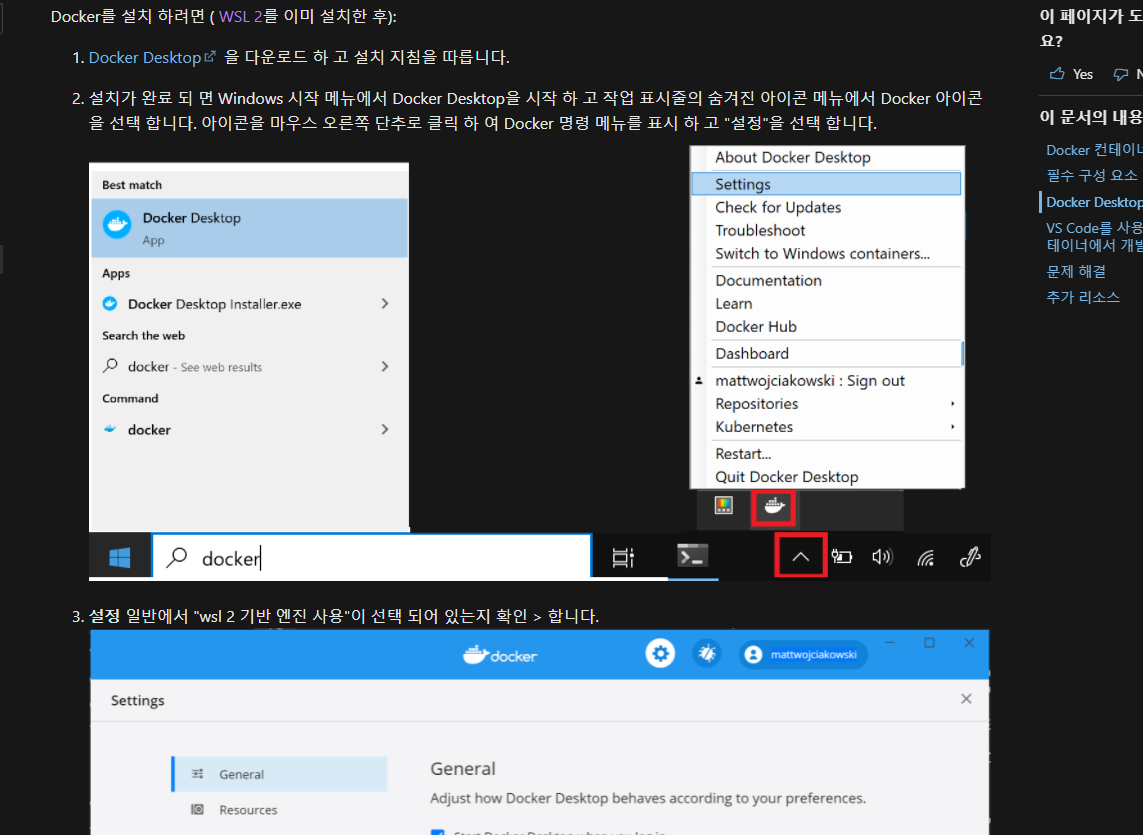 Docker를 설치 하려면 ( WSL 2를 이미 설치한 후):
1. Docker Desktop 을 다운로드 하 고 설치 지침을 따릅니다.
2. 설치가 완료 되 면 Windows 시작 메뉴에서 Docker Desktop을 시작 하 고 작업 표시줄의 숨겨진 아이콘 메뉴에서 Docker 아이콘
을 선택 합니다. 아이콘을 마우스 오른쪽 단추로 클릭 하 여 Docker 명령 메뉴를 표시 하 고 "설정"을 선택 합니다.
Best match
Docker Desktop
App
Apps
Docker Desktop Installer.exe
Search the web
docker - See web results
Command
docker
docker
About Docker Desktop
Settings
Check for Updates
Troubleshoot
Switch to Windows containers...
Documentation
Learn
Docker Hub
Dashboard
mattwojciakowski : Sign out
Repositories
Kubernetes
Restart...
Quit Docker Desktop
3. 설정 일반에서 "wsl 2 기반 엔진 사용"이 선택 되어 있는지 확인 > 합니다.
docker
mattwojciakowski
Settings
General
Resources
General
Adjust how Docker Desktop behaves according to your preferences.
Start Docker Desktop when you log in
이 페이지가 도
요?
Yes
N
이 문서의 내용
Docker 컨테이너
필수 구성 요소
Docker Desktop
VS Code를 사용
테이너에서 개발
문제 해결
추가 리소스